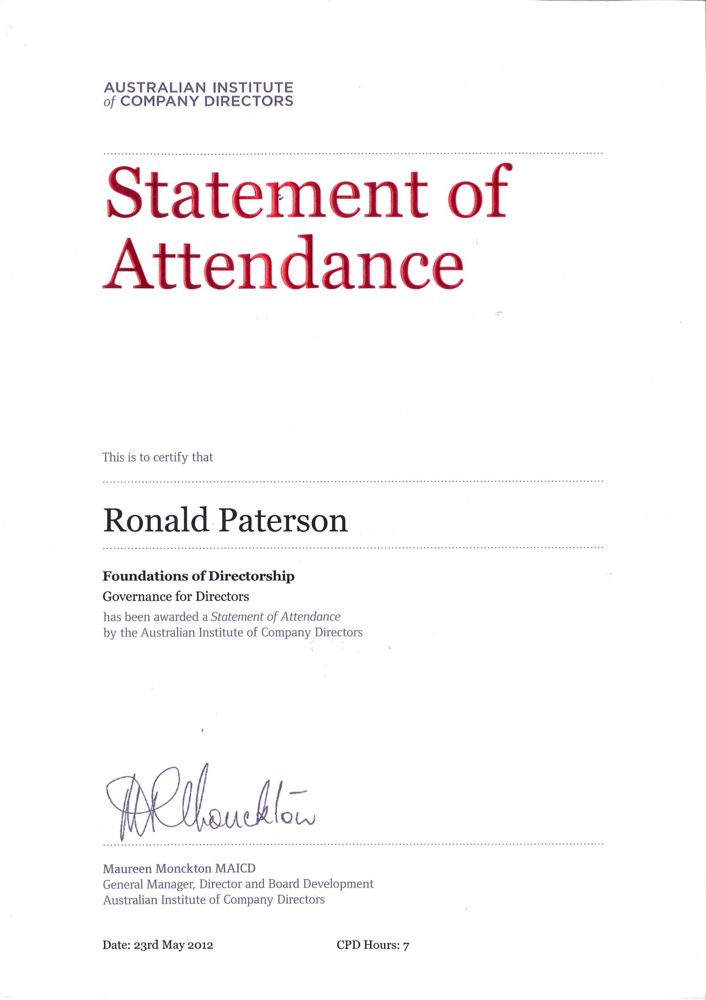 AUSTRALIAN INSTITUTE
of COMPANY DIRECTORS
Statement of
Attendance
This is to certify that
Ronald Paterson
Foundations of Directorship
Governance for Directors
has been awarded a Statement of Attendance
by the Australian Institute of Company Directors
MRMonckton
Maureen Monckton MAICD
General Manager, Director and Board Development
Australian Institute of Company Directors
Date: 23rd May 2012 CPD Hours: 7